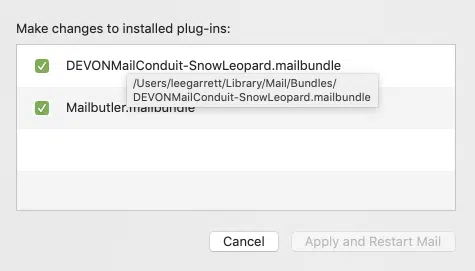 Make changes to installed plug-ins:
DEVONMailConduit-SnowLeopard.mailbundle
/Users/leegarrett/Library/Mail/Bundles/
DEVONMailConduit-SnowLeopard.mailbundle
Mailbutler.mailbundle
Cancel
Apply and Restart Mail